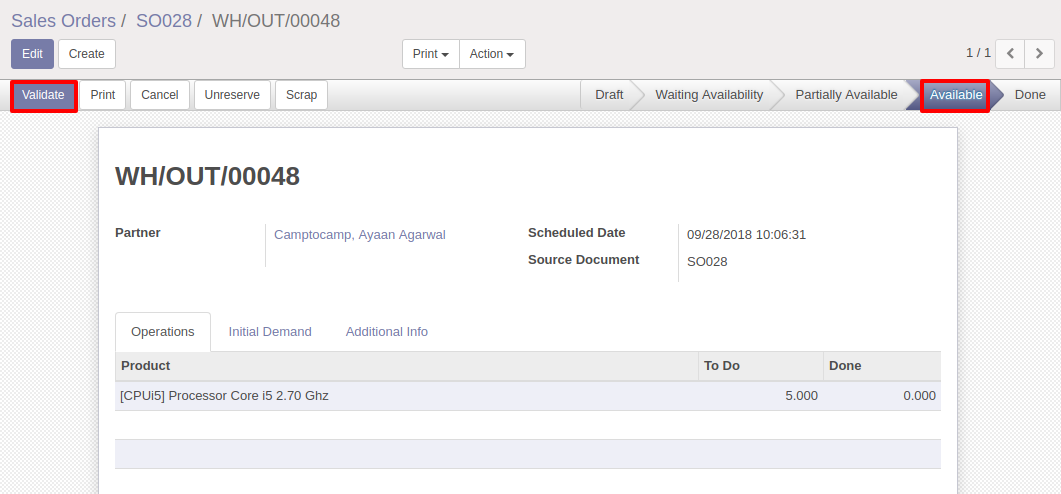 Sales Orders / SO028 / WH/OUT/00048
Edit Create Print Action 1 / 1
Validate Print Cancel Unreserve Scrap Draft Waiting Availability Partially Available Available Done
WH/OUT/00048
Partner Camptocamp, Ayaan Agarwal Scheduled Date 09/28/2018 10:06:31
Source Document SO028
Operations Initial Demand Additional Info
Product To Do Done
[CPUi5] Processor Core i5 2.70 Ghz 5.000 0.000